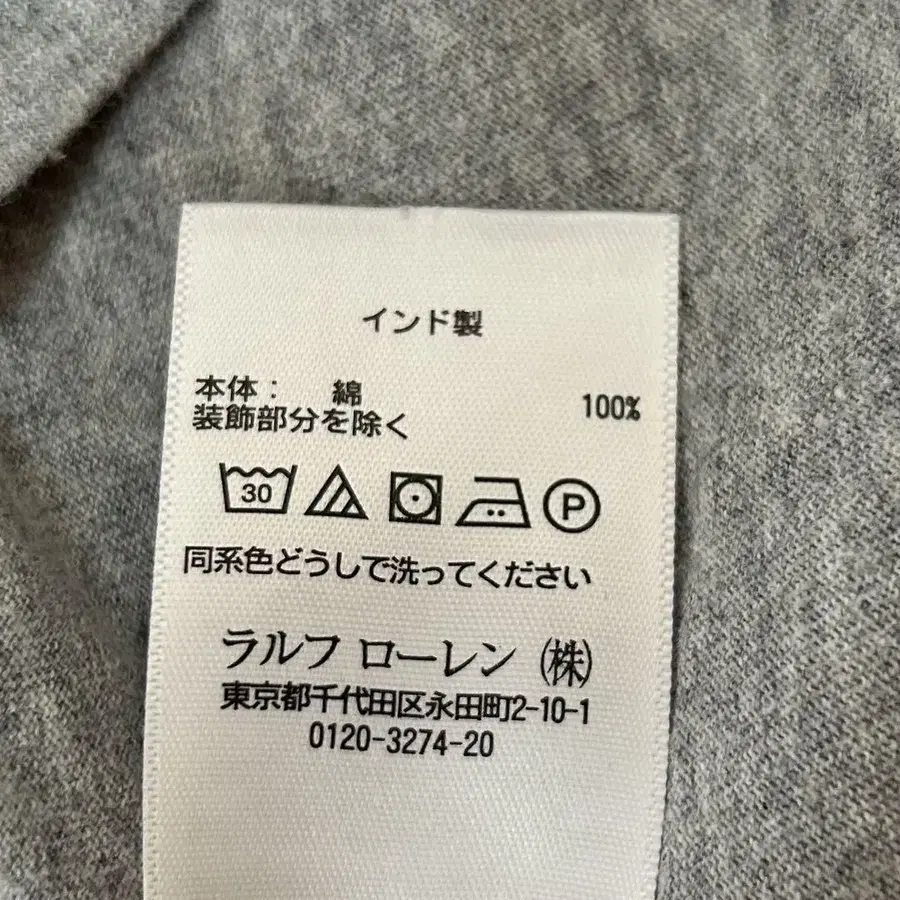 インド製
本体： 綿 100%
装飾部分を除く
30 P
同系色どうしで洗ってください
ラルフ ローレン (株)
東京都千代田区永田町2-10-1
0120-3274-20